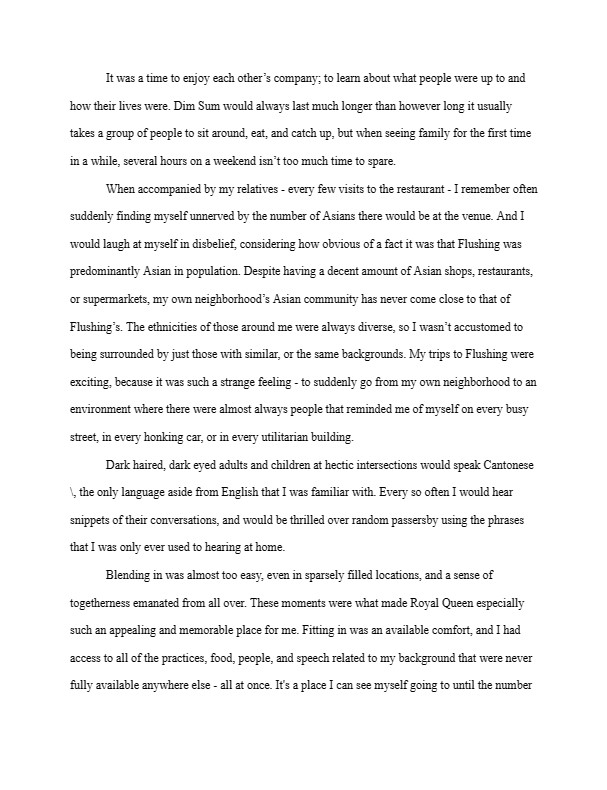 It was a time to enjoy each other’s company; to learn about what people were up to and
how their lives were. Dim Sum would always last much longer than however long it usually
takes a group of people to sit around, eat, and catch up, but when seeing family for the first time
in a while, several hours on a weekend isn’t too much time to spare.
When accompanied by my relatives - every few visits to the restaurant - I remember often
suddenly finding myself unnerved by the number of Asians there would be at the venue. And I
would laugh at myself in disbelief, considering how obvious of a fact it was that Flushing was
predominantly Asian in population. Despite having a decent amount of Asian shops, restaurants,
or supermarkets, my own neighborhood’s Asian community has never come close to that of
Flushing’s. The ethnicities of those around me were always diverse, so I wasn’t accustomed to
being surrounded by just those with similar, or the same backgrounds. My trips to Flushing were
exciting, because it was such a strange feeling - to suddenly go from my own neighborhood to an
environment where there were almost always people that reminded me of myself on every busy
street, in every honking car, or in every utilitarian building.
Dark haired, dark eyed adults and children at hectic intersections would speak Cantonese
\, the only language aside from English that I was familiar with. Every so often I would hear
snippets of their conversations, and would be thrilled over random passersby using the phrases
that I was only ever used to hearing at home.
Blending in was almost too easy, even in sparsely filled locations, and a sense of
togetherness emanated from all over. These moments were what made Royal Queen especially
such an appealing and memorable place for me. Fitting in was an available comfort, and I had
access to all of the practices, food, people, and speech related to my background that were never
fully available anywhere else - all at once. It's a place I can see myself going to until the number